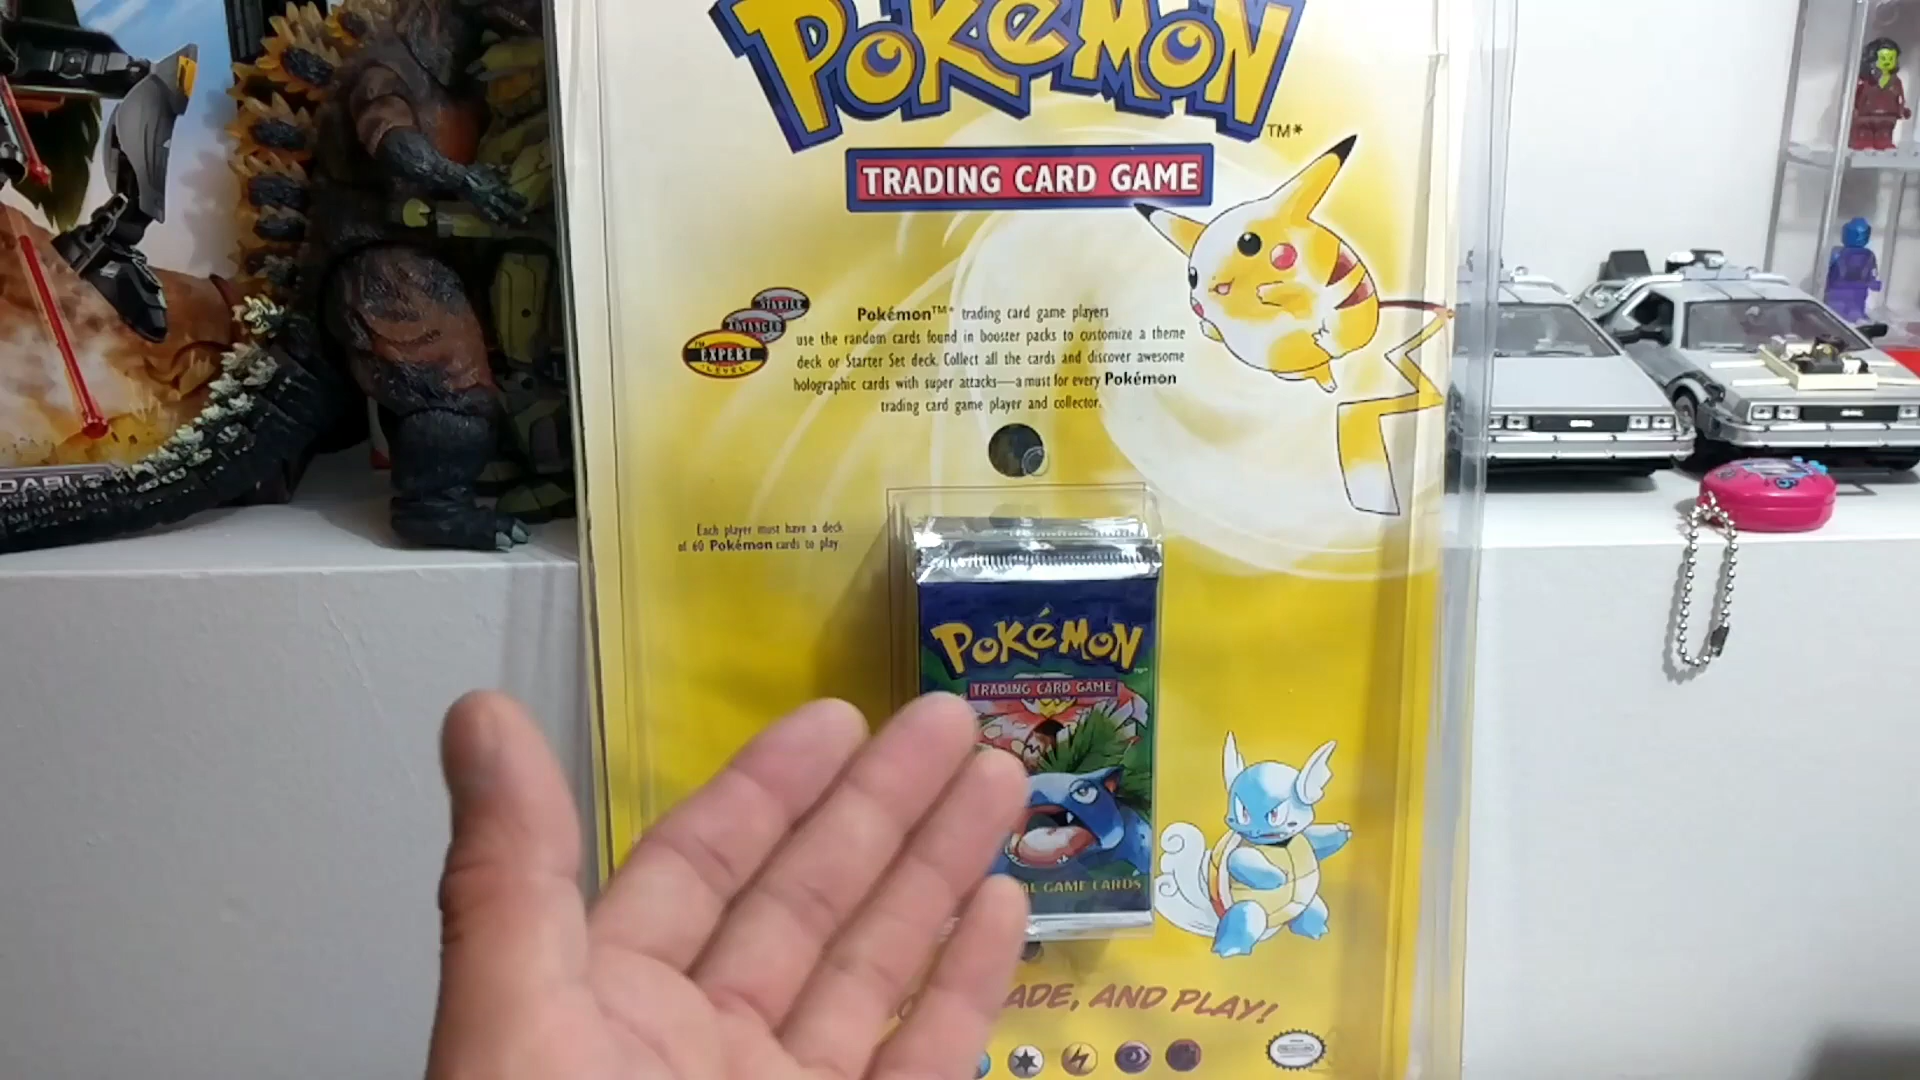 POKéMON
TM*
TRADING CARD GAME
STARTER
ADVANCED
EXPERT
LEVEL
Pokémon™* trading card game players
use the random cards found in booster packs to customize a theme
deck or Starter Set deck. Collect all the cards and discover awesome
holographic cards with super attacks—a must for every Pokémon
trading card game player and collector.
Each player must have a deck
of 60 Pokémon cards to play.
POKéMON
TRADING CARD GAME
AL GAME CARDS
ADE, AND PLAY!